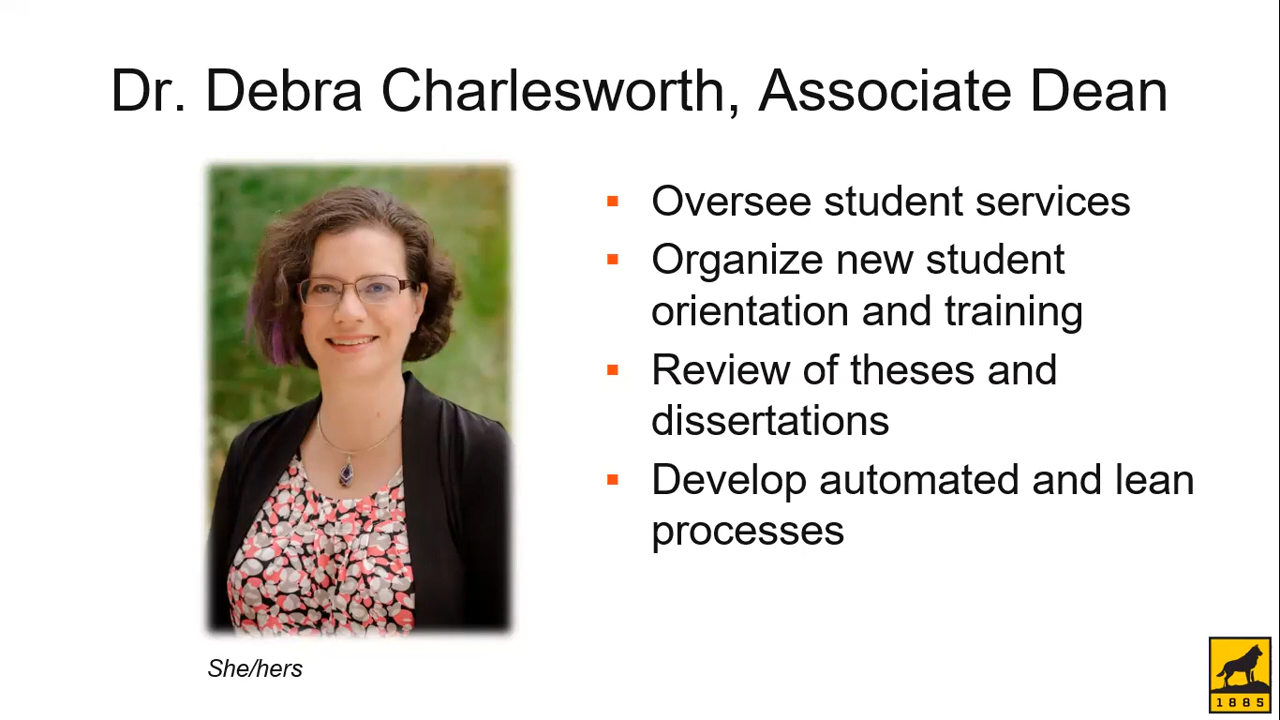 Dr. Debra Charlesworth, Associate Dean
▪ Oversee student services
▪ Organize new student
orientation and training
▪ Review of theses and
dissertations
▪ Develop automated and lean
processes
She/hers
1885